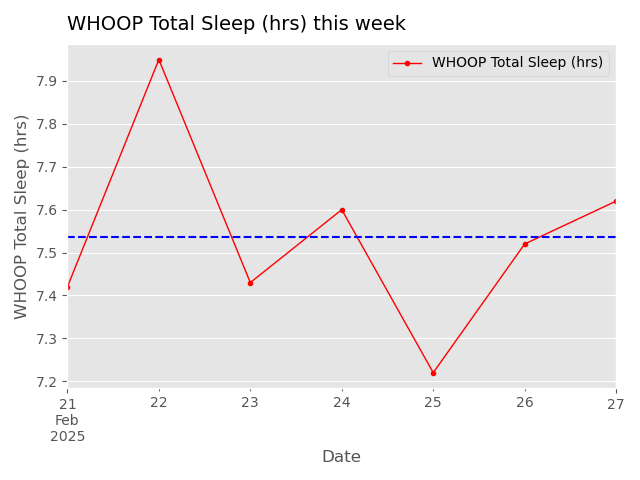 WHOOP Total Sleep (hrs) this week
WHOOP Total Sleep (hrs)
WHOOP Total Sleep (hrs)
7.9
7.8
7.7
7.6
7.5
7.4
7.3
7.2
21 22 23 24 25 26 27
Feb
2025
Date